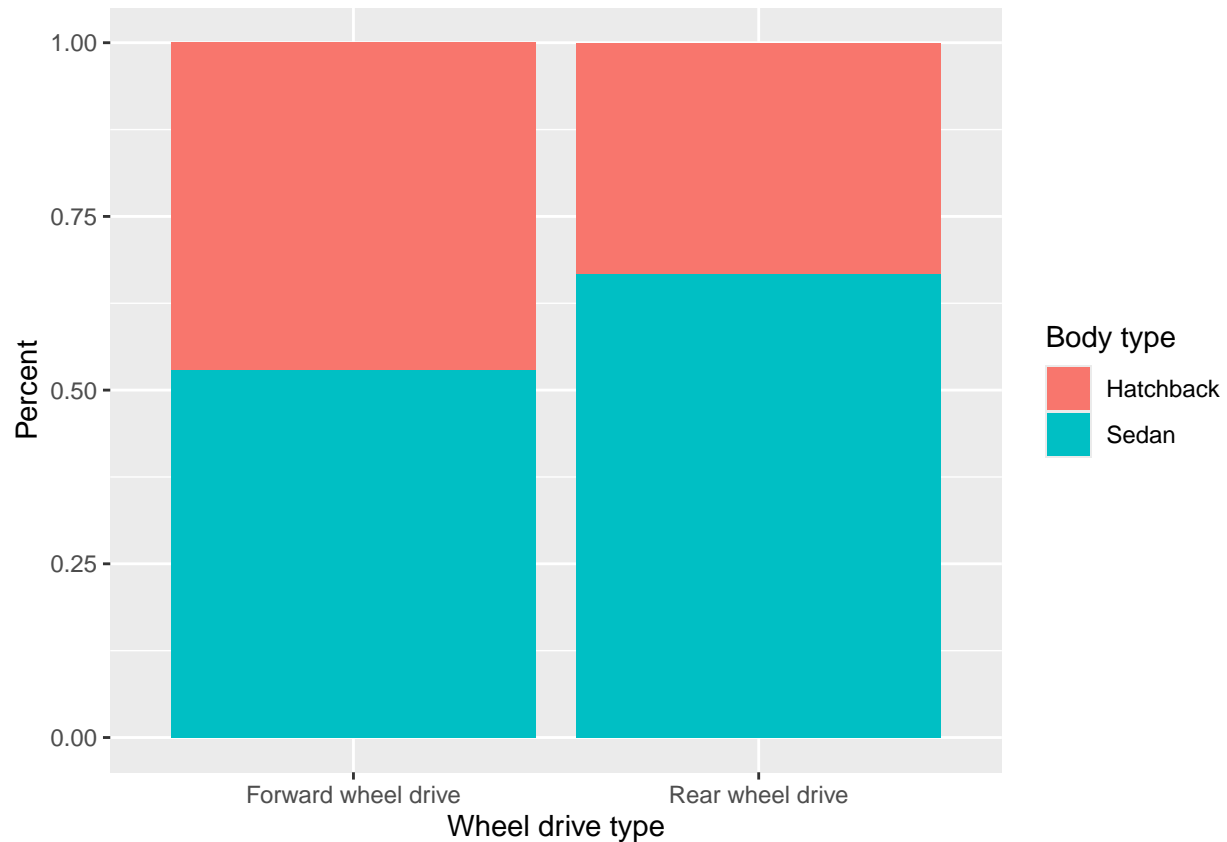 1.00
0.75
0.50
0.25
0.00
Percent
Forward wheel drive
Rear wheel drive
Wheel drive type
Body type
Hatchback
Sedan